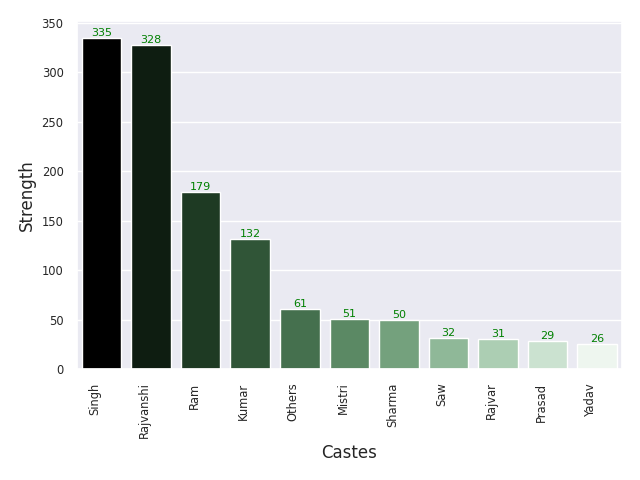 350
300
250
200
150
100
50
0
Strength
335
328
179
132
61
51
50
32
31
29
26
Singh
Rajvanshi
Ram
Kumar
Others
Mistri
Sharma
Saw
Rajvar
Prasad
Yadav
Castes